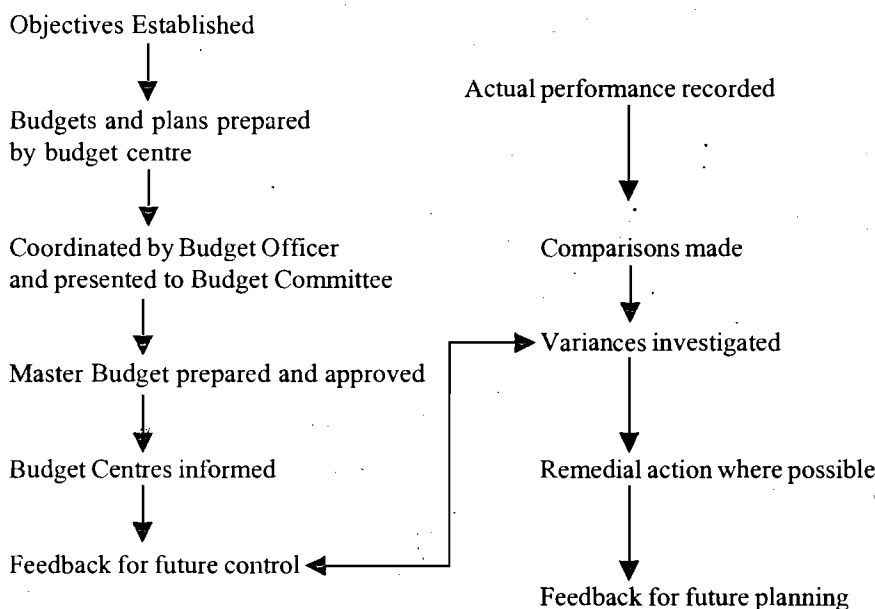 Objectives Established
Budgets and plans prepared
by budget centre
Coordinated by Budget Officer
and presented to Budget Committee
Master Budget prepared and approved
Budget Centres informed
Feedback for future control
Actual performance recorded
Comparisons made
Variances investigated
Remedial action where possible
Feedback for future planning